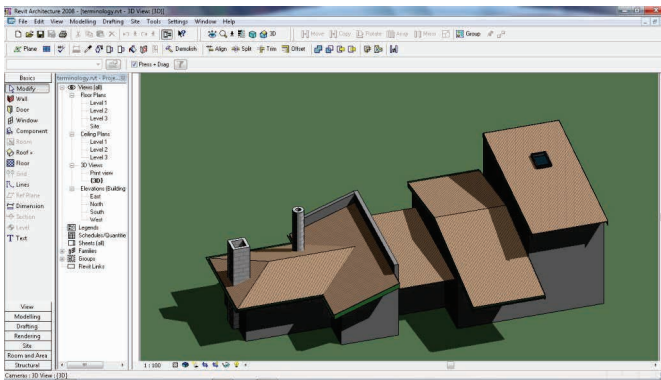 Revit Architecture 2008 - [terminology.rvt - 3D View: {3D}]
File Edit View Modelling Drafting Site Tools Settings Window Help
3D Move Copy Rotate Array Mirror Group
Plane Demolish Align Split Trim Offset
Press + Drag
Basics
Modify
Wall
Door
Window
Component
Room
Roof »
Floor
Grid
Lines
Ref Plane
Dimension
Section
Level
Text
View
Modelling
Drafting
Rendering
Site
Room and Area
Structural
terminology.rvt - Proje...
Views (all)
Floor Plans
Level 1
Level 2
Level 3
Site
Ceiling Plans
Level 1
Level 2
Level 3
3D Views
Print view
{3D}
Elevations (Building
East
North
South
West
Legends
Schedules/Quantitie
Sheets (all)
Families
Groups
Revit Links
1 : 100
Cameras : 3D View : {3D}